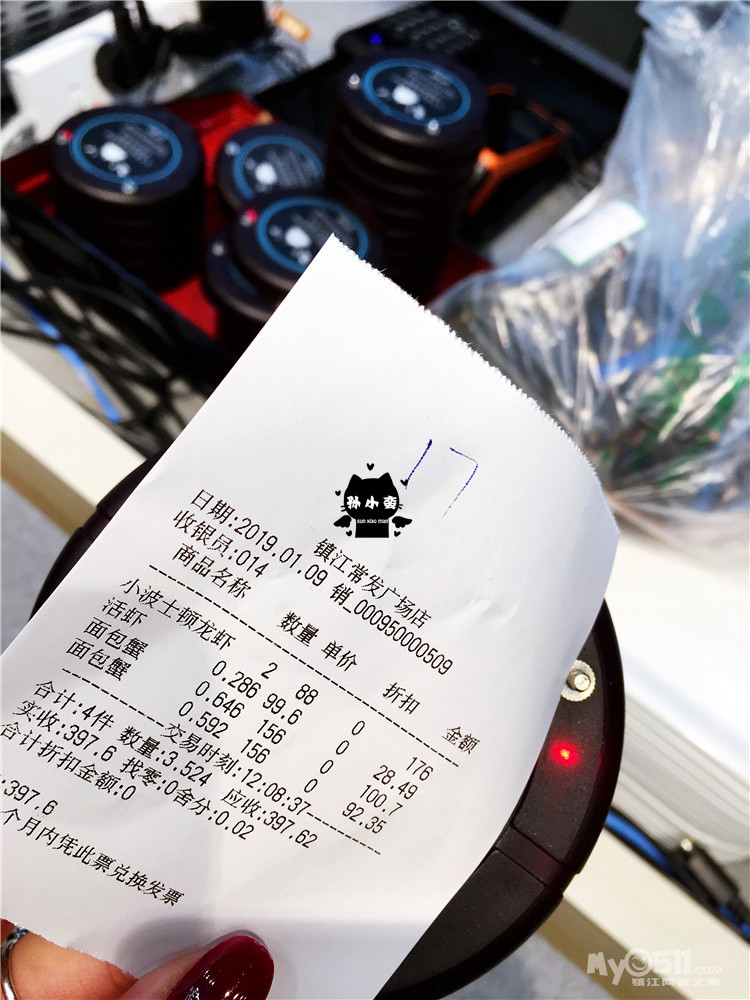 17
孙小蛮
sun xiao man
镇江常发广场店
日期:2019.01.09 销_000950000509
收银员:014
商品名称 数量 单价 折扣 金额
小波士顿龙虾 2 88 0 176
活虾 0.286 99.6 0 28.49
面包蟹 0.646 156 0 100.7
面包蟹 0.592 156 0 92.35
交易时刻:12:08:37
合计:4件 数量:3.524 应收:397.62
实收:397.6 找零:0舍分:0.02
合计折扣金额:0
:397.6
个月内凭此票兑换发票
My0511.COM
镇江网友之家